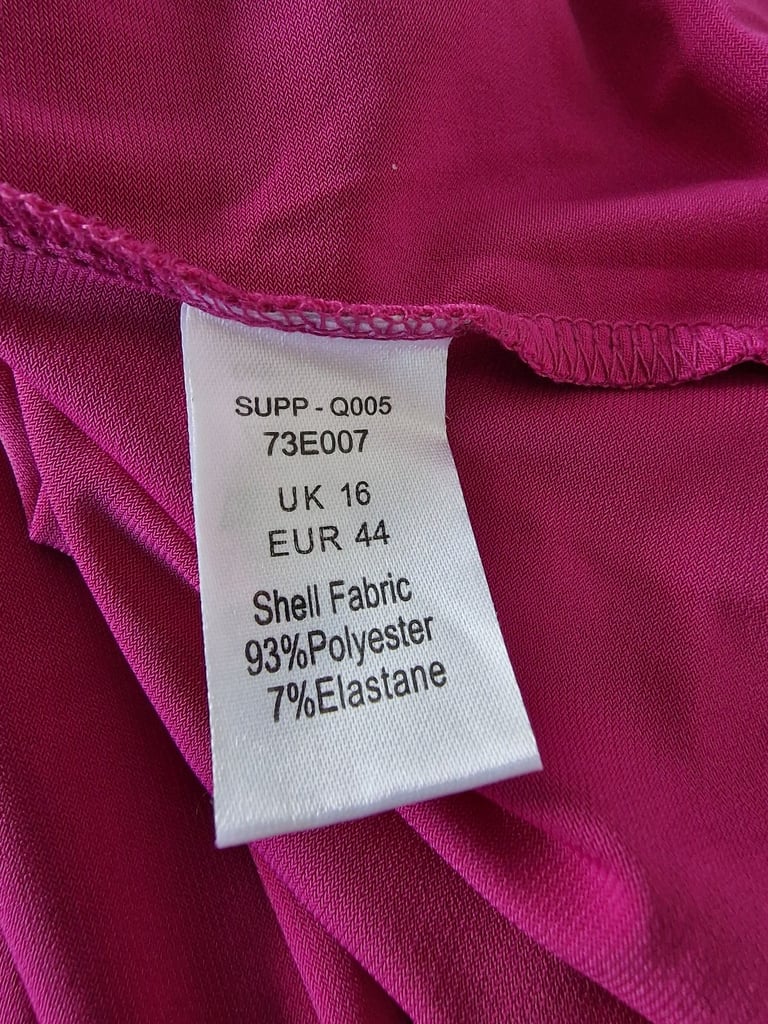 SUPP - Q005
73E007
UK 16
EUR 44
Shell Fabric
93%Polyester
7%Elastane